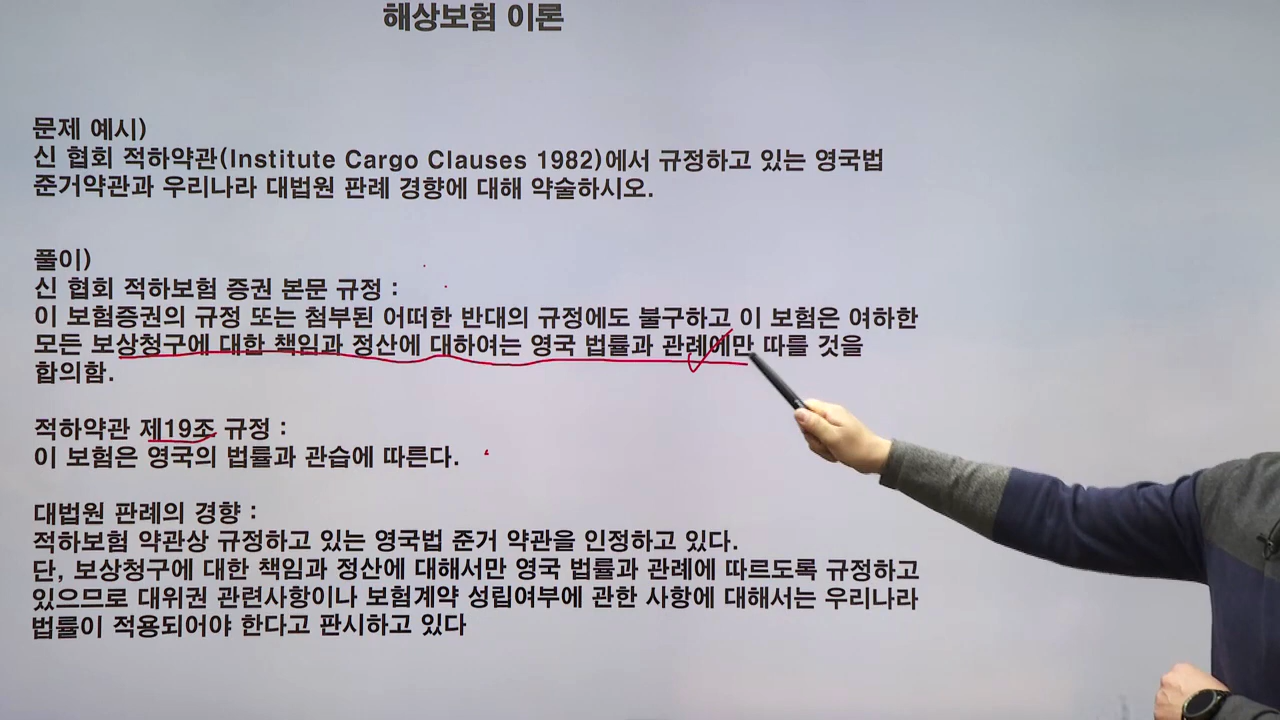 해상보험 이론
문제 예시)
신 협회 적하약관(Institute Cargo Clauses 1982)에서 규정하고 있는 영국법
준거약관과 우리나라 대법원 판례 경향에 대해 약술하시오.
풀이)
신 협회 적하보험 증권 본문 규정 :
이 보험증권의 규정 또는 첨부된 어떠한 반대의 규정에도 불구하고 이 보험은 여하한
모든 보상청구에 대한 책임과 정산에 대하여는 영국 법률과 관례에만 따를 것을
합의함.
적하약관 제19조 규정 :
이 보험은 영국의 법률과 관습에 따른다.
대법원 판례의 경향 :
적하보험 약관상 규정하고 있는 영국법 준거 약관을 인정하고 있다.
단, 보상청구에 대한 책임과 정산에 대해서만 영국 법률과 관례에 따르도록 규정하고
있으므로 대위권 관련사항이나 보험계약 성립여부에 관한 사항에 대해서는 우리나라
법률이 적용되어야 한다고 판시하고 있다